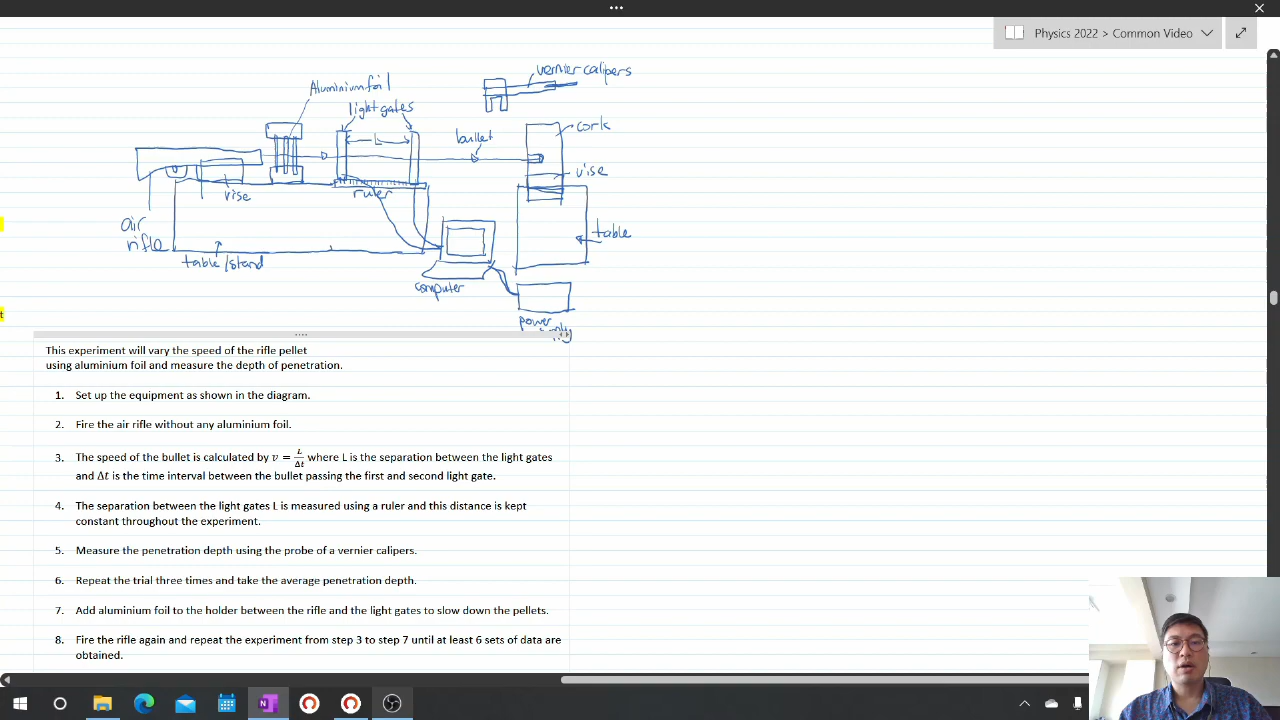 Physics 2022 > Common Video
vernier calipers
Aluminium foil
light gates
L
bullet
cork
vise
vise
ruler
air
rifle
table
table/stand
computer
power
This experiment will vary the speed of the rifle pellet
using aluminium foil and measure the depth of penetration.
1. Set up the equipment as shown in the diagram.
2. Fire the air rifle without any aluminium foil.
3. The speed of the bullet is calculated by v = L/Δt where L is the separation between the light gates
and Δt is the time interval between the bullet passing the first and second light gate.
4. The separation between the light gates L is measured using a ruler and this distance is kept
constant throughout the experiment.
5. Measure the penetration depth using the probe of a vernier calipers.
6. Repeat the trial three times and take the average penetration depth.
7. Add aluminium foil to the holder between the rifle and the light gates to slow down the pellets.
8. Fire the rifle again and repeat the experiment from step 3 to step 7 until at least 6 sets of data are
obtained.